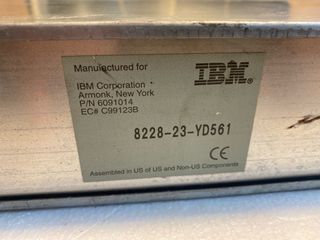 Manufactured for
IBM®
IBM Corporation
Armonk, New York
P/N 6091014
EC# C99123B
8228-23-YD561
CE
Assembled in US of US and Non-US Components